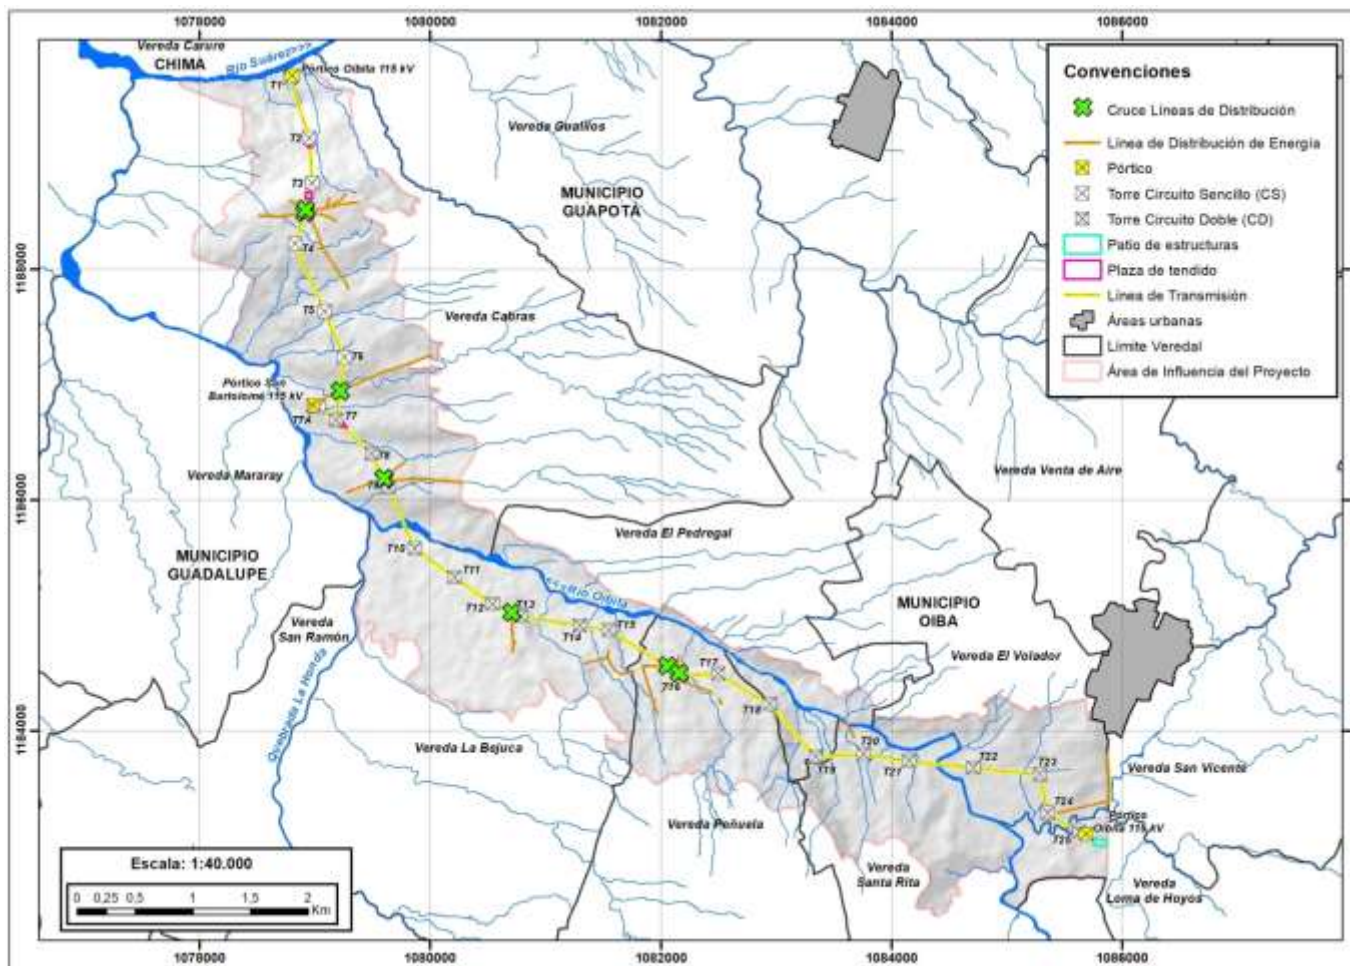 1078000
1080000
1082000
1084000
1086000
Vereda Carure
CHIMA
Río Suárez>>>
Pórtico Oibita 115 kV
T1
T2
T3
T4
T5
T6
Vereda Gualilos
MUNICIPIO
GUAPOTÁ
Vereda Cabras
Convenciones
Cruce Líneas de Distribución
Línea de Distribución de Energía
Pórtico
Torre Circuito Sencillo (CS)
Torre Circuito Doble (CD)
Patio de estructuras
Plaza de tendido
Línea de Transmisión
Áreas urbanas
Límite Veredal
Área de Influencia del Proyecto
1188000
1186000
1184000
Pórtico San
Bartolomé 115 kV
T7A
T7
T8
Vereda Mararay
MUNICIPIO
GUADALUPE
Vereda
San Ramón
Quebrada La Honda
Vereda El Pedregal
Vereda Venta de Aire
<<<Río Oibita
T10
T11
T12
T13
T14
T15
T16
T17
T18
T19
T20
T21
T22
T23
T24
T25
MUNICIPIO
OIBA
Vereda El Volador
Vereda La Bejuca
Vereda Peñuela
Vereda
Santa Rita
Vereda San Vicente
Pórtico
Oibita 115 kV
Vereda
Loma de Hoyos
Escala: 1:40.000
0 0,25 0,5 1 1,5 2
Km
1078000
1080000
1082000
1084000
1086000